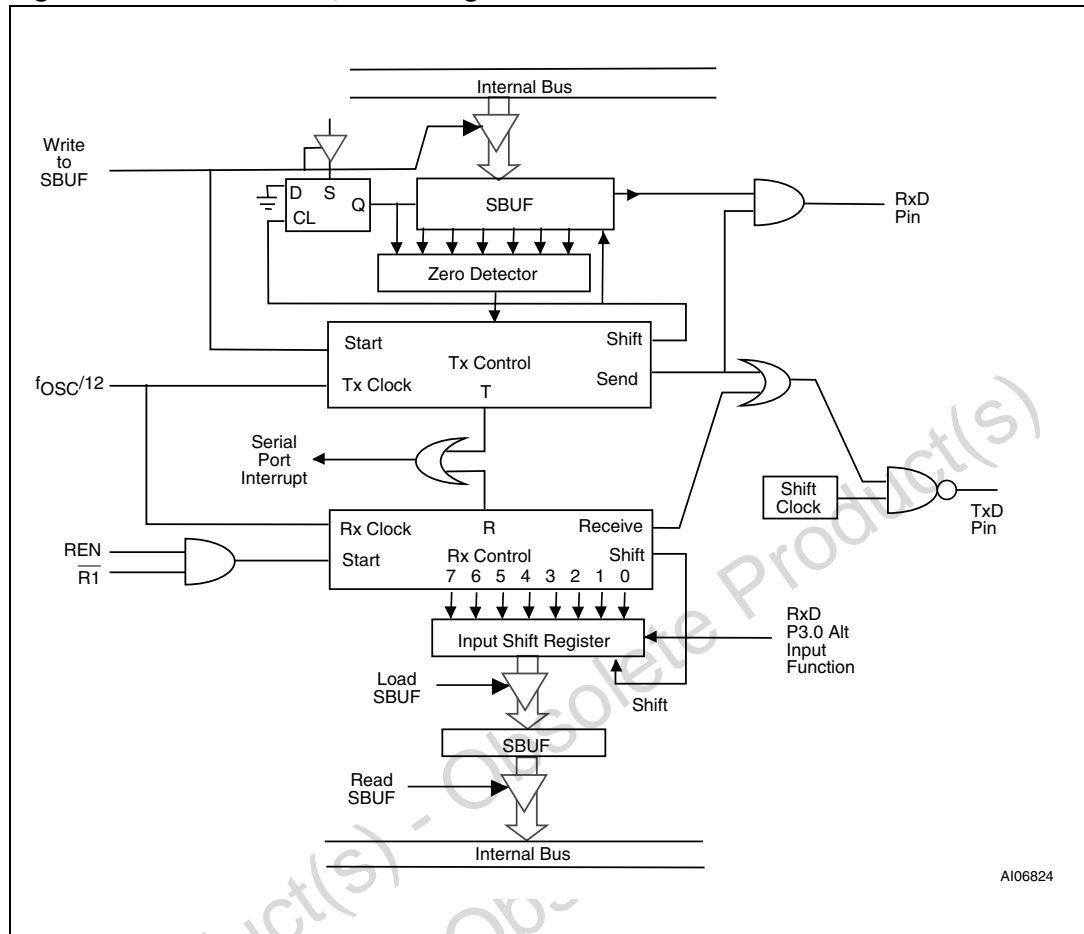 Internal Bus
Write
to
SBUF
D S
Q
CL
SBUF
RxD
Pin
Zero Detector
Start
Shift
Tx Control
Send
Tx Clock
T
fOSC/12
Serial
Port
Interrupt
Shift
Clock
TxD
Pin
Rx Clock
R
Receive
REN
R1
Start
Rx Control
Shift
7 6 5 4 3 2 1 0
Input Shift Register
RxD
P3.0 Alt
Input
Function
Load
SBUF
Shift
SBUF
Read
SBUF
Internal Bus
AI06824
Obsolete Product(s)
uct(s) - Obsolete Product(s)